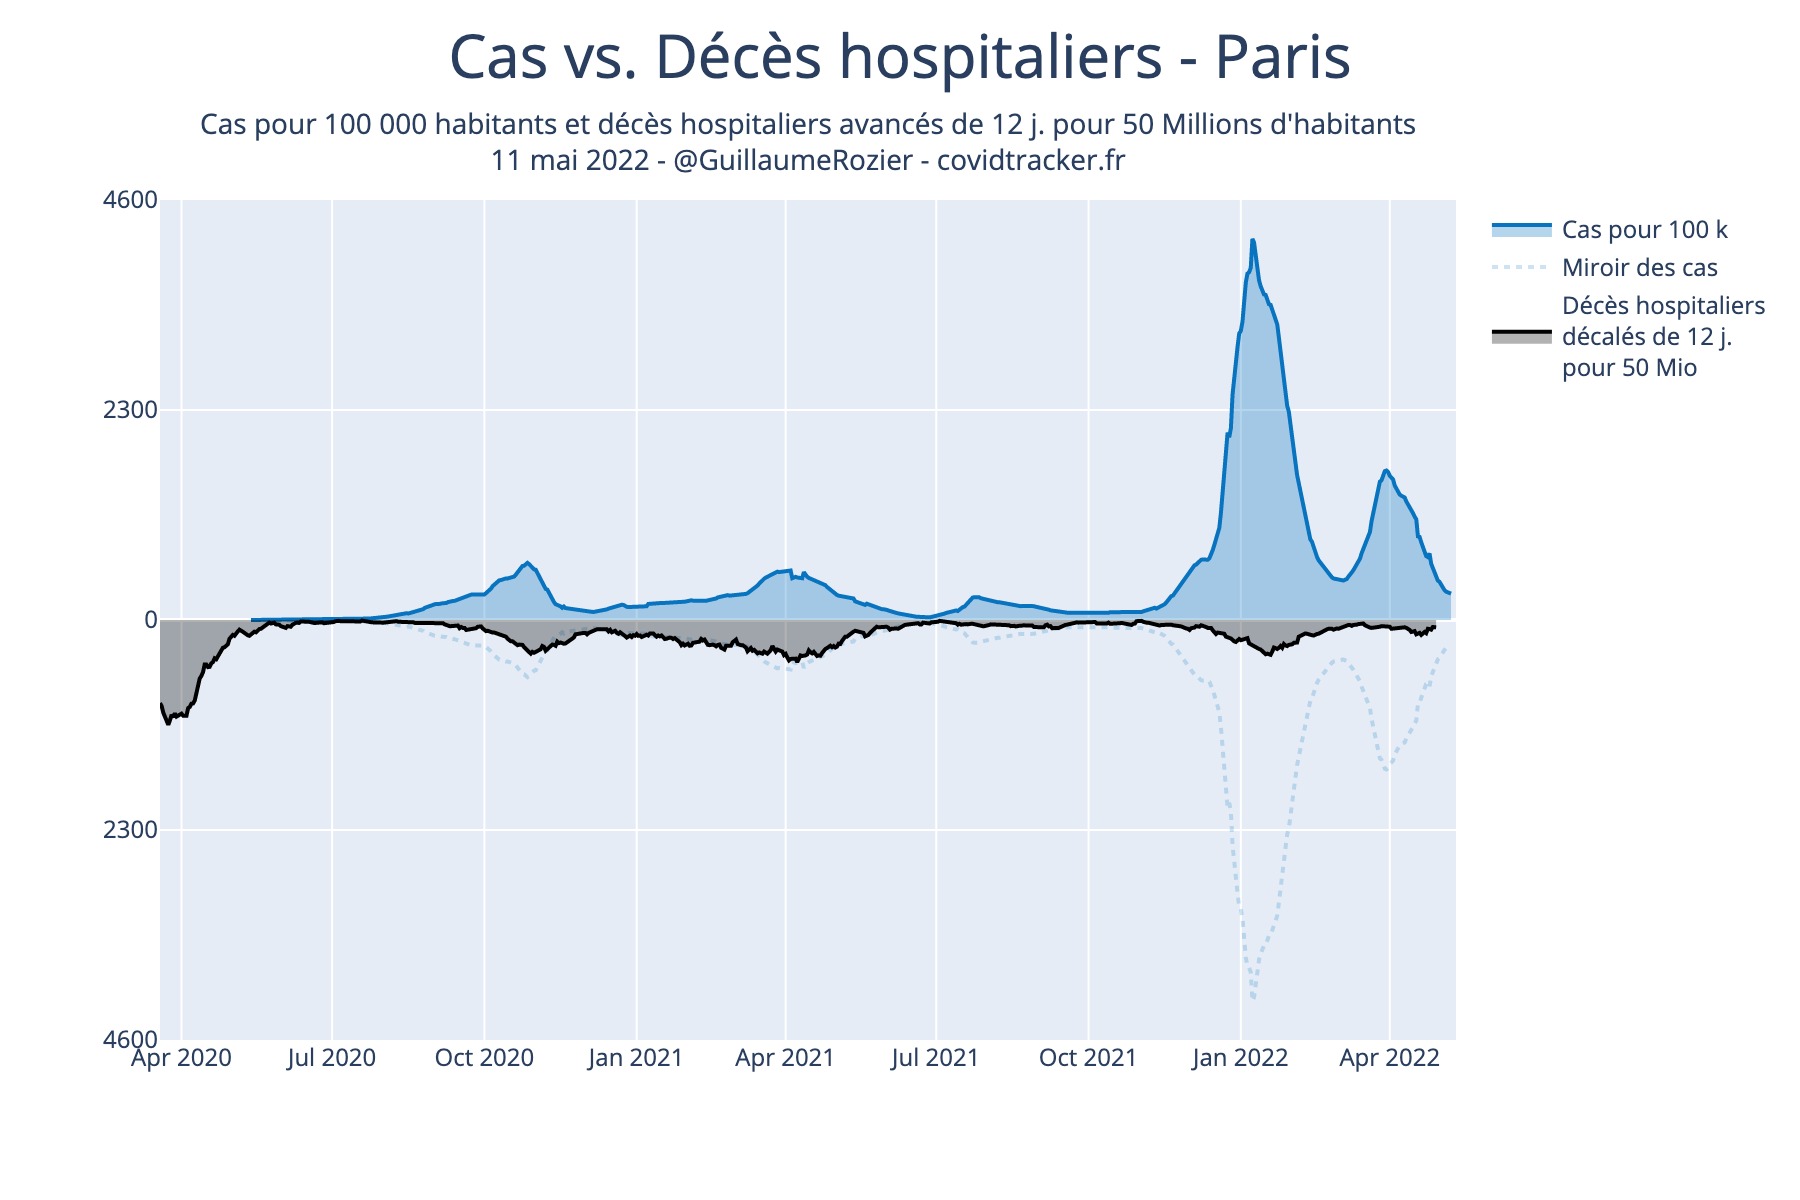 Cas vs. Décès hospitaliers - Paris
Cas pour 100 000 habitants et décès hospitaliers avancés de 12 j. pour 50 Millions d'habitants
11 mai 2022 - @GuillaumeRozier - covidtracker.fr
4600
2300
0
2300
4600
Apr 2020
Jul 2020
Oct 2020
Jan 2021
Apr 2021
Jul 2021
Oct 2021
Jan 2022
Apr 2022
Cas pour 100 k
Miroir des cas
Décès hospitaliers
décalés de 12 j.
pour 50 Mio